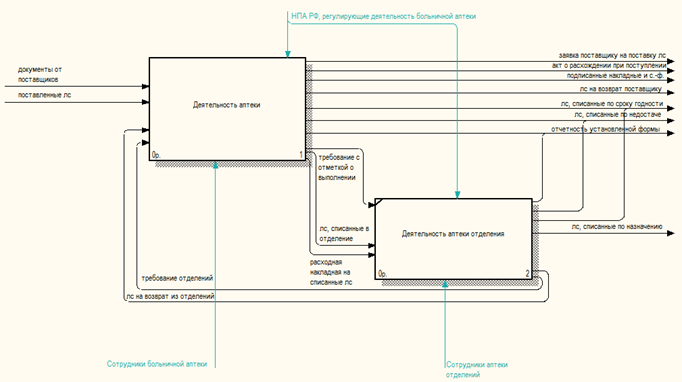 НПА РФ, регулирующие деятельность больничной аптеки
заявка поставщику на поставку лс
акт о расхождении при поступлении
документы от
поставщиков
подписанные накладные и с.-ф.
поставленные лс
лс на возврат поставщику
Деятельность аптеки
лс, списанные по сроку годности
лс, списанные по недостаче
отчетность установленной формы
0р.
1
требование с
отметкой о
выполнении
лс, списанные в
отделение
Деятельность аптеки отделения
лс, списанные по назначению
расходная
накладная на
списанные лс
0р.
2
требование отделений
лс на возврат из отделений
Сотрудники больничной аптеки
Сотрудники аптеки
отделений